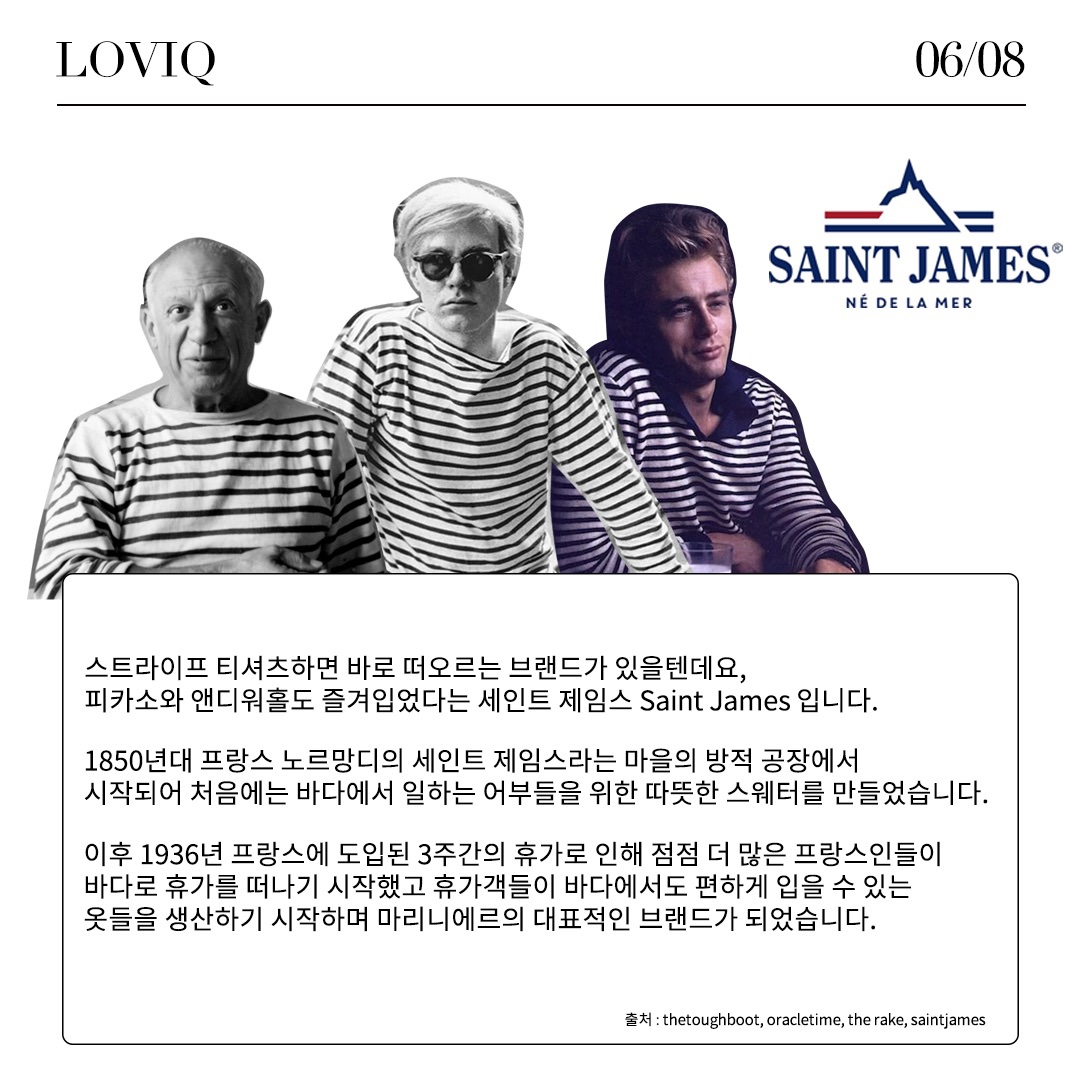 LOVIQ
06/08
SAINT JAMES®
NÉ DE LA MER
스트라이프 티셔츠하면 바로 떠오르는 브랜드가 있을텐데요,
피카소와 앤디워홀도 즐겨입었다는 세인트 제임스 Saint James 입니다.
1850년대 프랑스 노르망디의 세인트 제임스라는 마을의 방적 공장에서
시작되어 처음에는 바다에서 일하는 어부들을 위한 따뜻한 스웨터를 만들었습니다.
이후 1936년 프랑스에 도입된 3주간의 휴가로 인해 점점 더 많은 프랑스인들이
바다로 휴가를 떠나기 시작했고 휴가객들이 바다에서도 편하게 입을 수 있는
옷들을 생산하기 시작하며 마리니에르의 대표적인 브랜드가 되었습니다.
출처 : thetoughboot, oracletime, the rake, saintjames